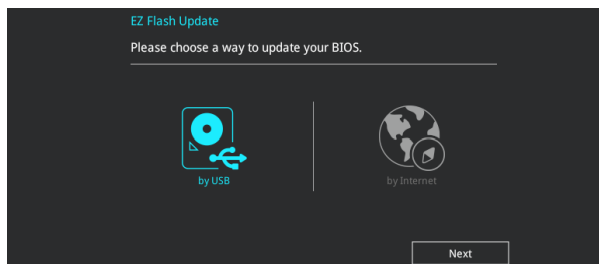 EZ Flash Update
Please choose a way to update your BIOS.
by USB
by Internet
Next